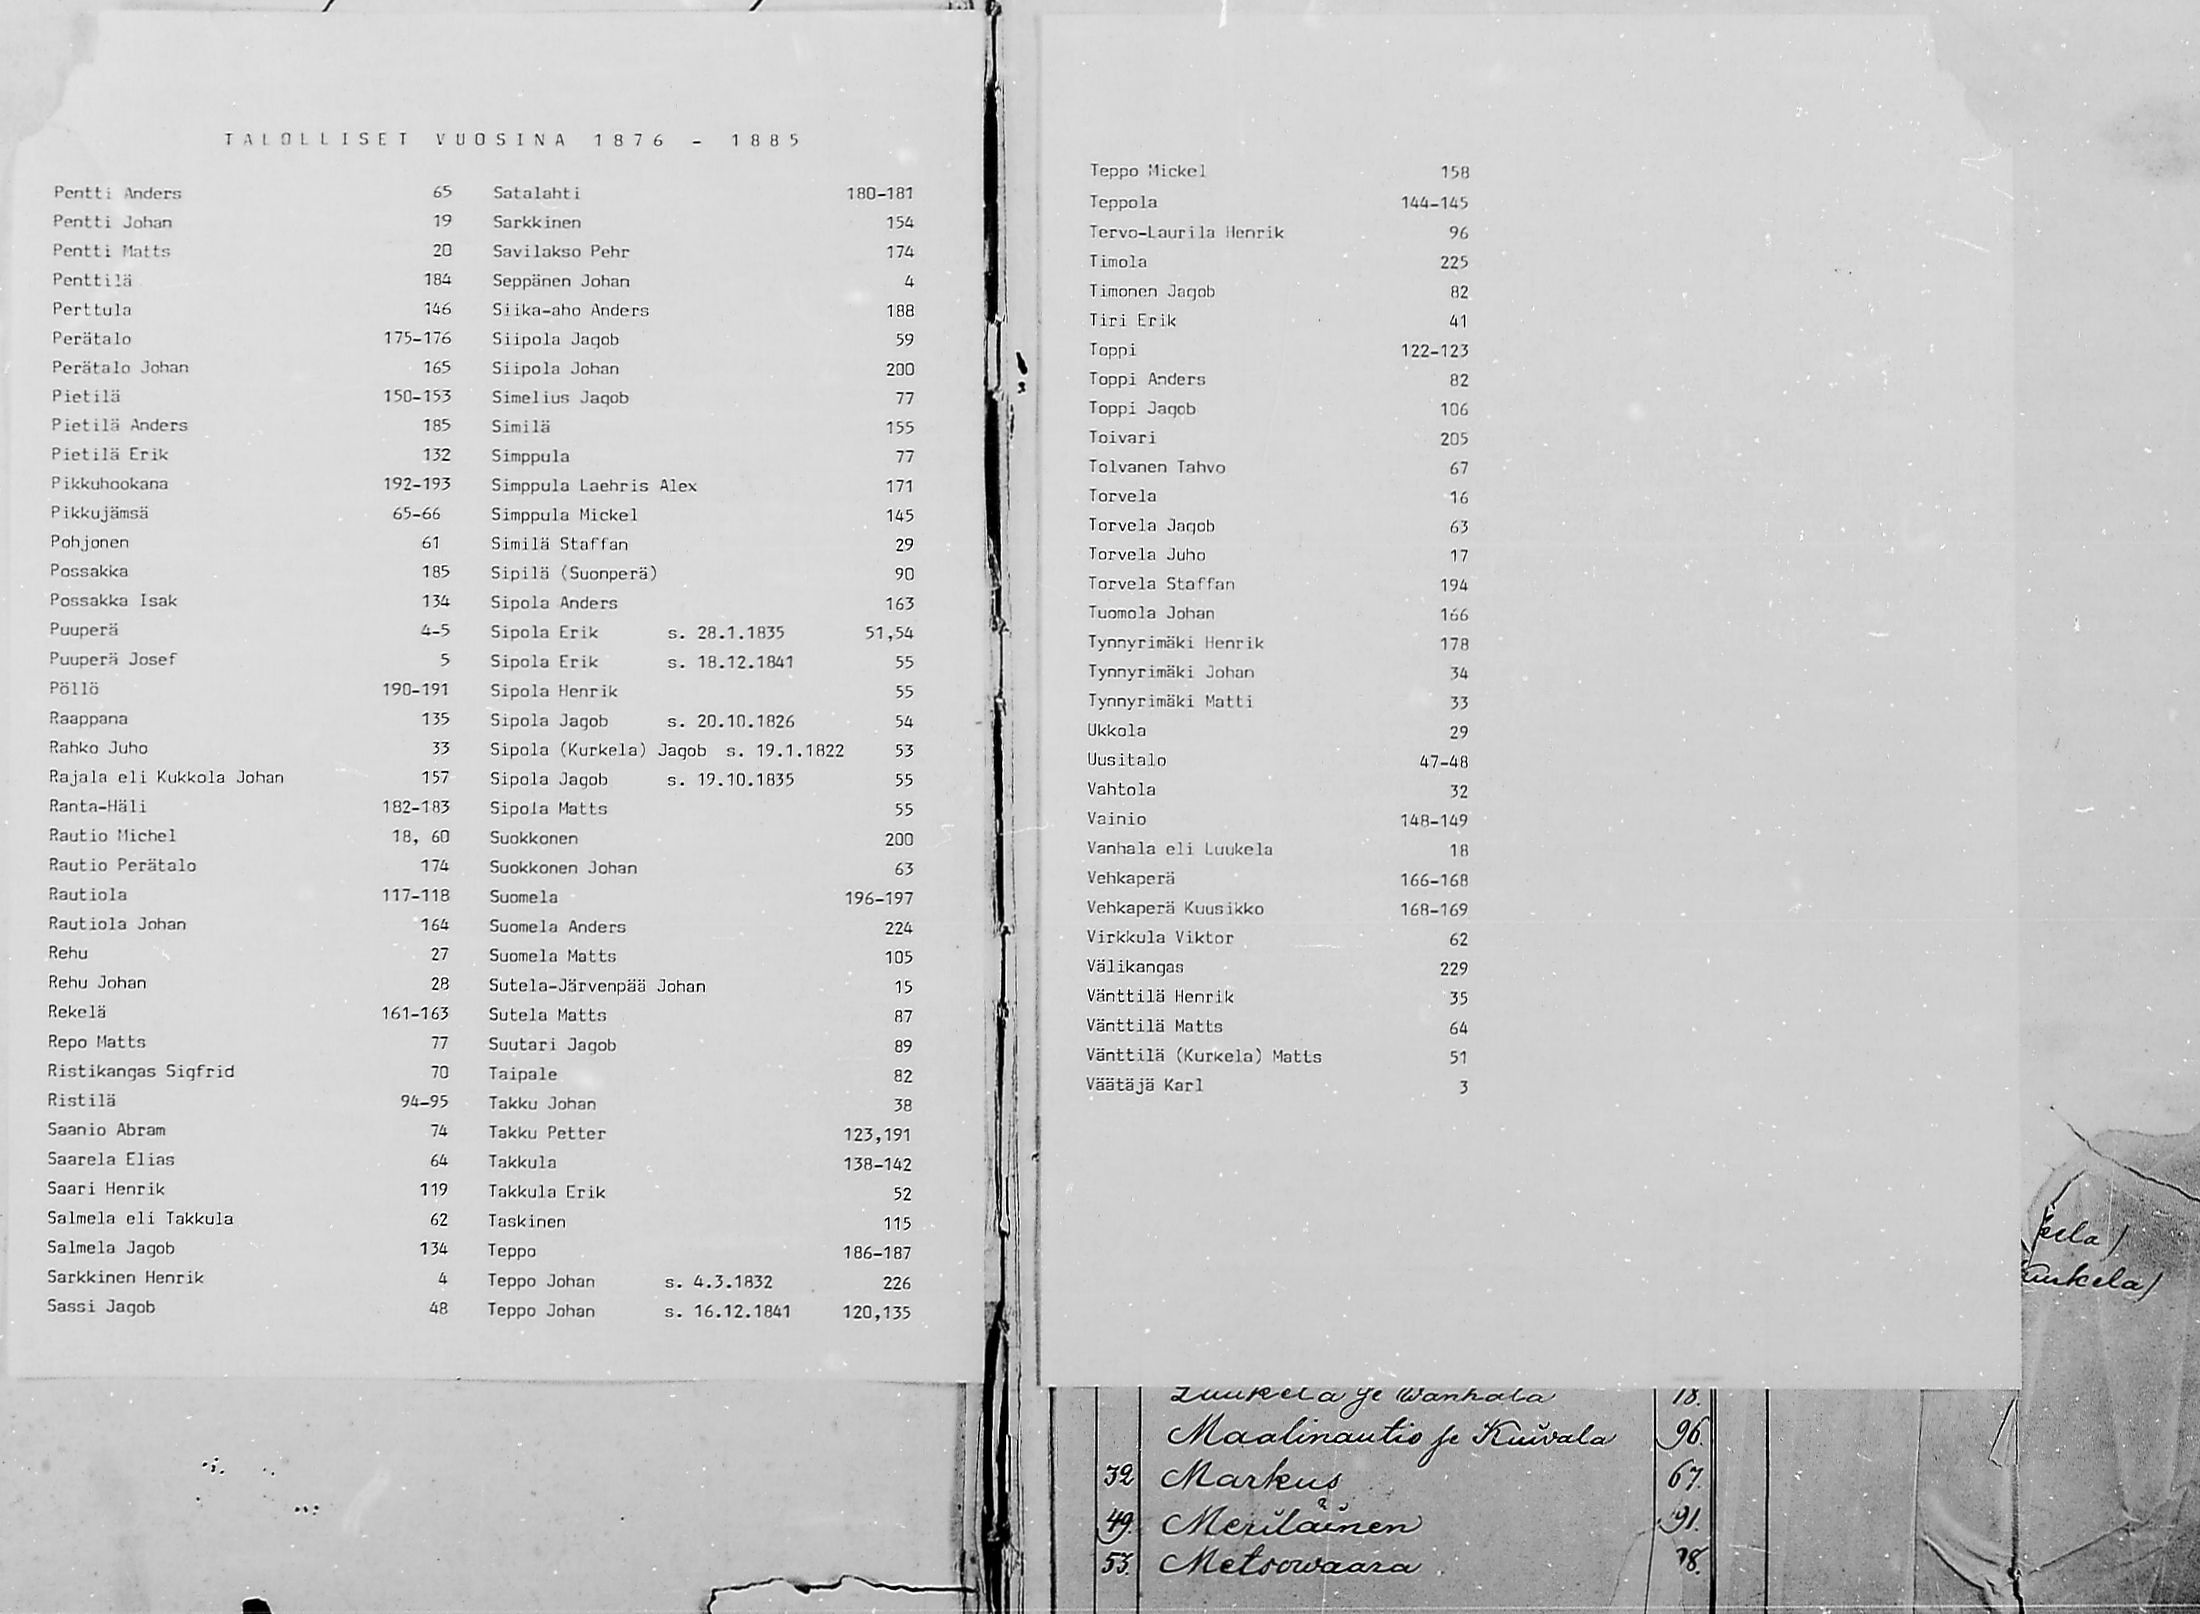 TALOLLISET VUOSINA 1876 - 1885
Pentti Anders 65
Pentti Johan 19
Pentti Matts 20
Penttilä 184
Perttula 146
Perätalo 175-176
Perätalo Johan 165
Pietilä 150-153
Pietilä Anders 185
Pietilä Erik 132
Pikkuhookana 192-193
Pikkujämsä 65-66
Pohjonen 61
Possakka 185
Possakka Isak 134
Puuperä 4-5
Puuperä Josef 5
Pöllö 190-191
Raappana 135
Rahko Juho 33
Rajala eli Kukkola Johan 157
Ranta-Häli 182-183
Rautio Michel 18, 60
Rautio Perätalo 174
Rautiola 117-118
Rautiola Johan 164
Rehu 27
Rehu Johan 28
Rekelä 161-163
Repo Matts 77
Ristikangas Sigfrid 70
Ristilä 94-95
Saanio Abram 74
Saarela Elias 64
Saari Henrik 119
Salmela eli Takkula 62
Salmela Jagob 134
Sarkkinen Henrik 4
Sassi Jagob 48
Satalahti 180-181
Sarkkinen 154
Savilakso Pehr 174
Seppänen Johan 4
Siika-aho Anders 188
Siipola Jagob 59
Siipola Johan 200
Simelius Jagob 77
Similä 155
Simppula 77
Simppula Laehris Alex 171
Simppula Mickel 145
Similä Staffan 29
Sipilä (Suonperä) 90
Sipola Anders 163
Sipola Erik s. 28.1.1835 51,54
Sipola Erik s. 18.12.1841 55
Sipola Henrik 55
Sipola Jagob s. 20.10.1826 54
Sipola (Kurkela) Jagob s. 19.1.1822 53
Sipola Jagob s. 19.10.1835 55
Sipola Matts 55
Suokkonen 200
Suokkonen Johan 63
Suomela 196-197
Suomela Anders 224
Suomela Matts 105
Sutela-Järvenpää Johan 15
Sutela Matts 87
Suutari Jagob 89
Taipale 82
Takku Johan 38
Takku Petter 123,191
Takkula 138-142
Takkula Erik 52
Taskinen 115
Teppo 186-187
Teppo Johan s. 4.3.1832 226
Teppo Johan s. 16.12.1841 120,135
Teppo Mickel 158
Teppola 144-145
Tervo-Laurila Henrik 96
Timola 225
Timonen Jagob 82
Tiri Erik 41
Toppi 122-123
Toppi Anders 82
Toppi Jagob 106
Toivari 205
Tolvanen Tahvo 67
Torvela 16
Torvela Jagob 63
Torvela Juho 17
Torvela Staffan 194
Tuomola Johan 166
Tynnyrimäki Henrik 178
Tynnyrimäki Johan 34
Tynnyrimäki Matti 33
Ukkola 29
Uusitalo 47-48
Vahtola 32
Vainio 148-149
Vanhala eli Luukela 18
Vehkaperä 166-168
Vehkaperä Kuusikko 168-169
Virkkula Viktor 62
Välikangas 229
Vänttilä Henrik 35
Vänttilä Matts 64
Vänttilä (Kurkela) Matts 51
Väätäjä Karl 3
Luukela se Wanhala 18.
Maalinautio se Kuivala 96.
32 Markus 67.
49. Meriläinen 91.
53. Metsowaara